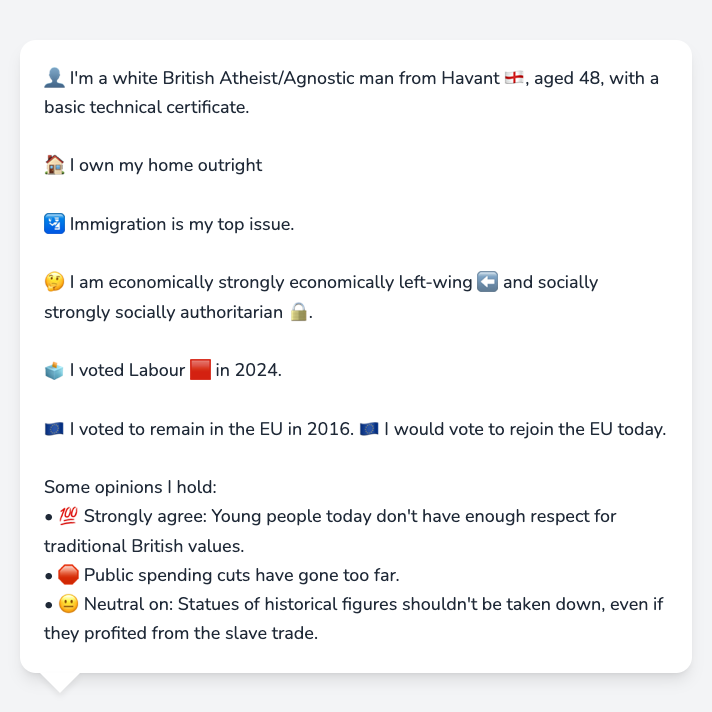 👤 I'm a white British Atheist/Agnostic man from Havant 🏴󠁧󠁢󠁥󠁮󠁧󠁿, aged 48, with a
basic technical certificate.
🏠 I own my home outright
🛂 Immigration is my top issue.
🤔 I am economically strongly economically left-wing ⬅️ and socially
strongly socially authoritarian 🔒.
🗳️ I voted Labour 🟥 in 2024.
🇪🇺 I voted to remain in the EU in 2016. 🇪🇺 I would vote to rejoin the EU today.
Some opinions I hold:
• 💯 Strongly agree: Young people today don't have enough respect for
traditional British values.
• 🛑 Public spending cuts have gone too far.
• 😐 Neutral on: Statues of historical figures shouldn't be taken down, even if
they profited from the slave trade.